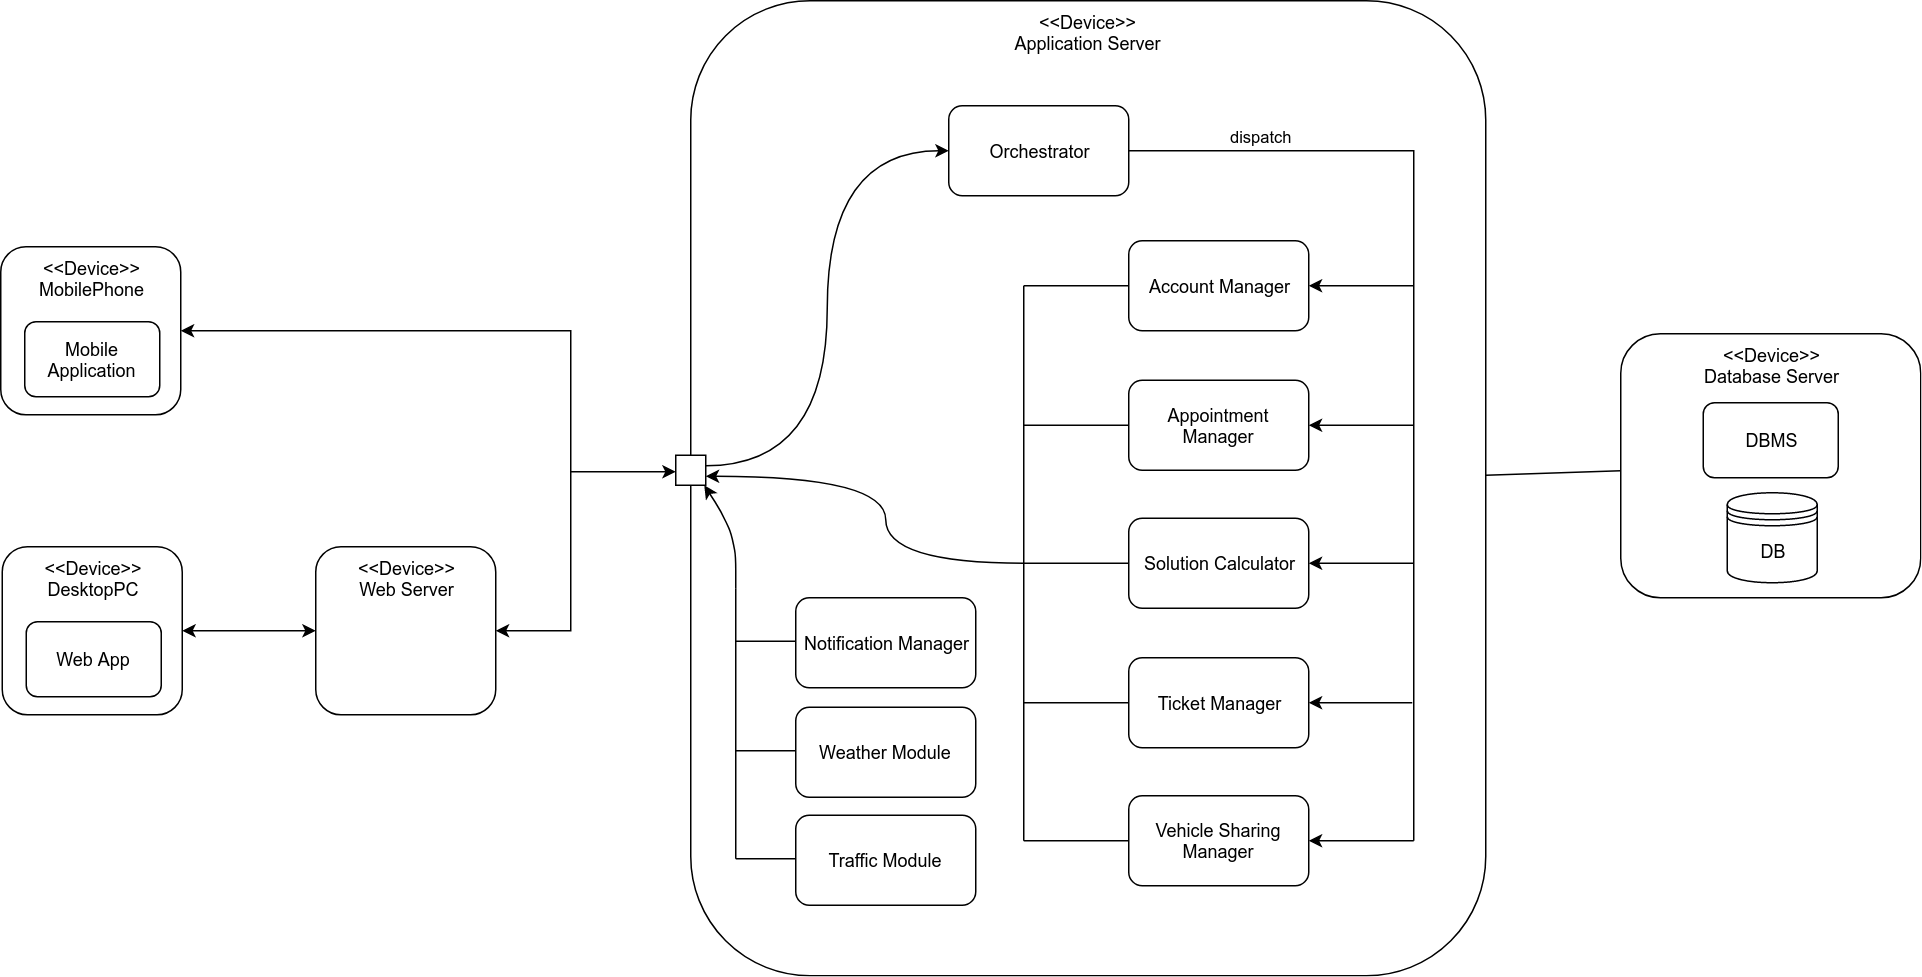 <<Device>>
Application Server
Orchestrator
dispatch
<<Device>>
MobilePhone
Mobile
Application
Account Manager
Appointment
Manager
<<Device>>
Database Server
DBMS
DB
<<Device>>
DesktopPC
Web App
<<Device>>
Web Server
Solution Calculator
Notification Manager
Ticket Manager
Weather Module
Vehicle Sharing
Manager
Traffic Module